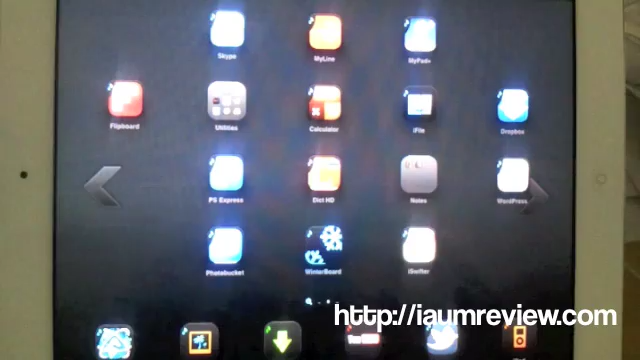 Skype
MyLine
MyPad+
Flipboard
Utilities
Calculator
iFile
Dropbox
PS Express
Dict HD
Notes
WordPress
Photobucket
WinterBoard
iSwifter
http://iaumreview.com